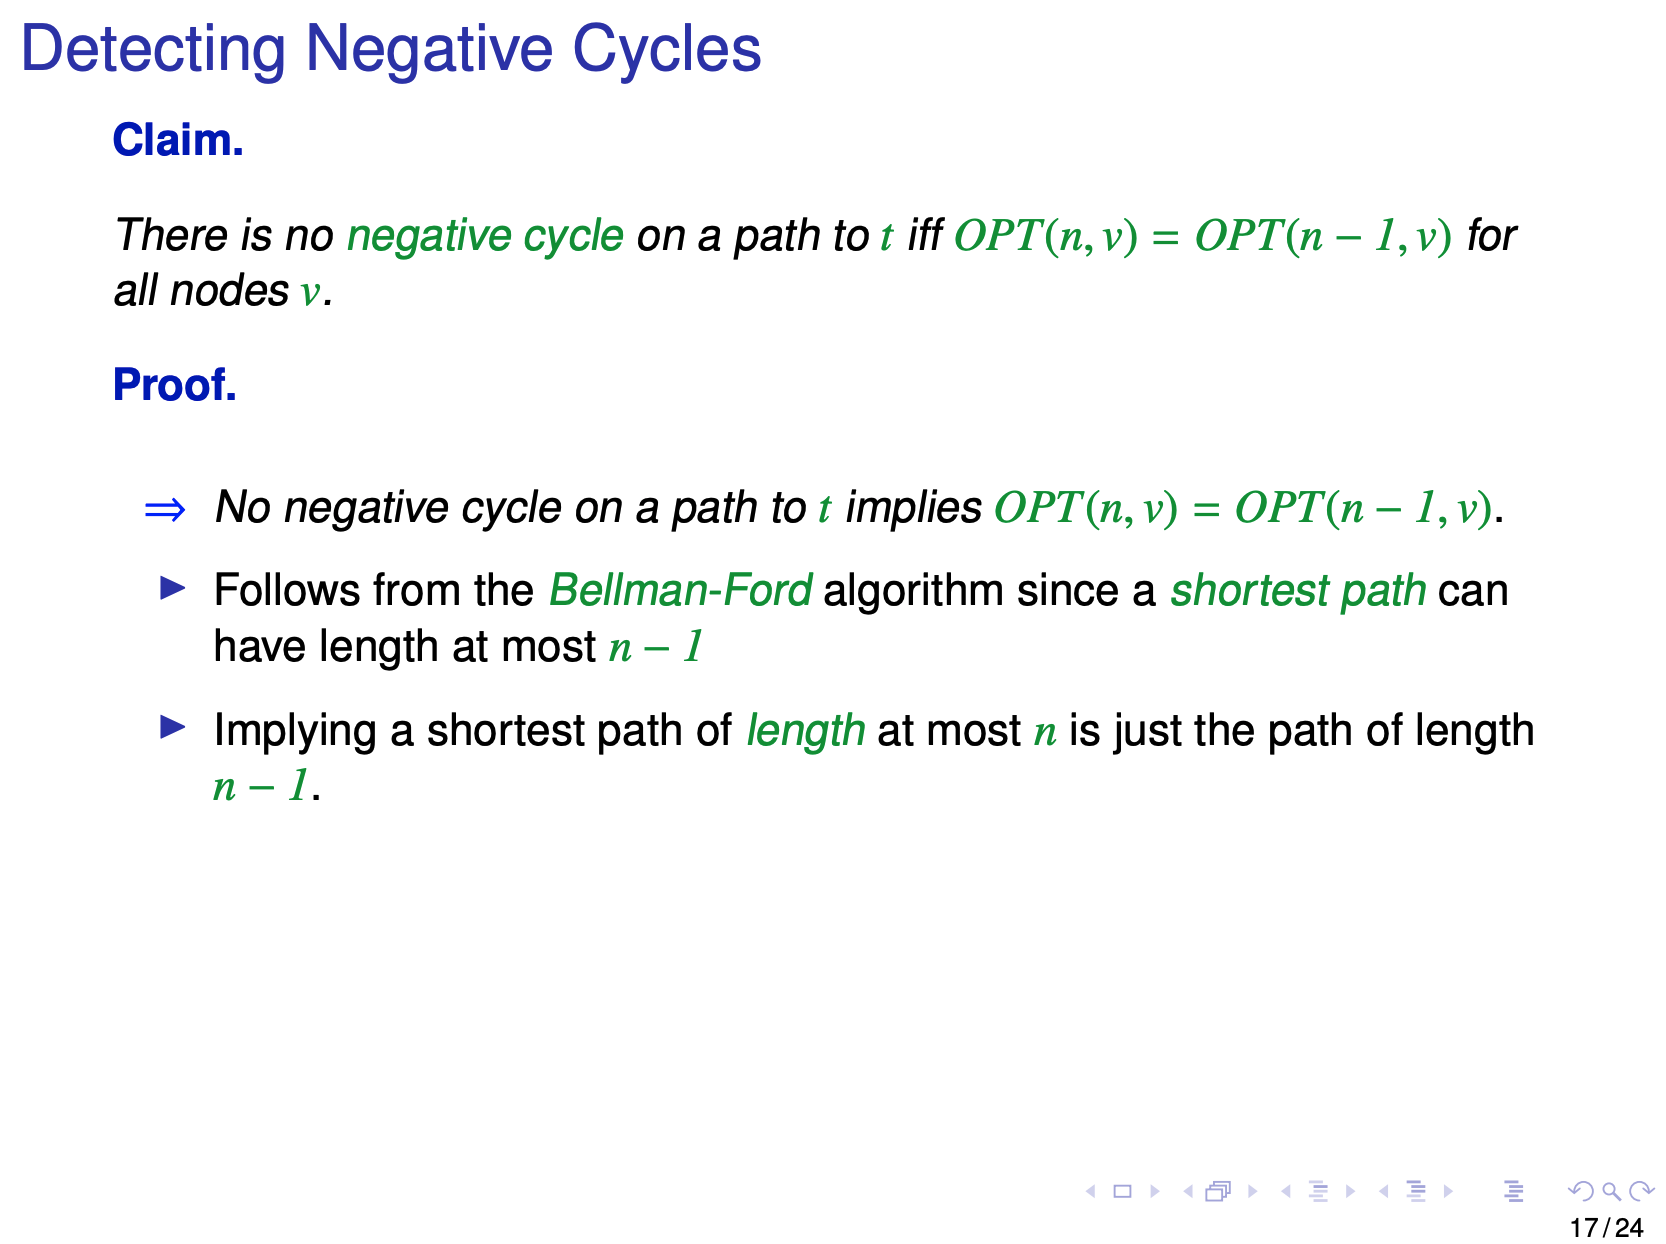 Detecting Negative Cycles
Claim.
There is no negative cycle on a path to t iff OPT(n, v) = OPT(n − 1, v) for
all nodes v.
Proof.
⇒ No negative cycle on a path to t implies OPT(n, v) = OPT(n − 1, v).
▶ Follows from the Bellman-Ford algorithm since a shortest path can
have length at most n − 1
▶ Implying a shortest path of length at most n is just the path of length
n − 1.
17 / 24